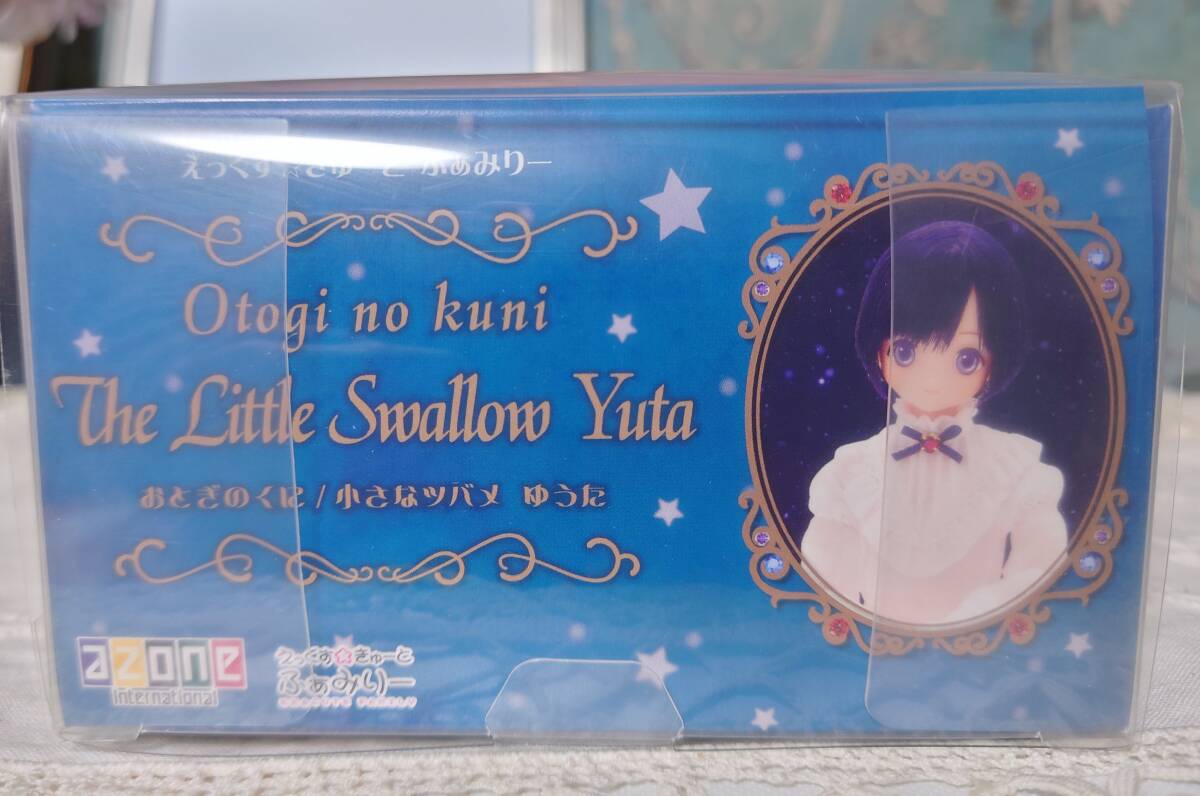 えっくす☆きゅーと ふぁみりー
Otogi no kuni
The Little Swallow Yuta
おとぎのくに/小さなツバメ ゆうた
azone
international
えっくす☆きゅーと
ふぁみりー